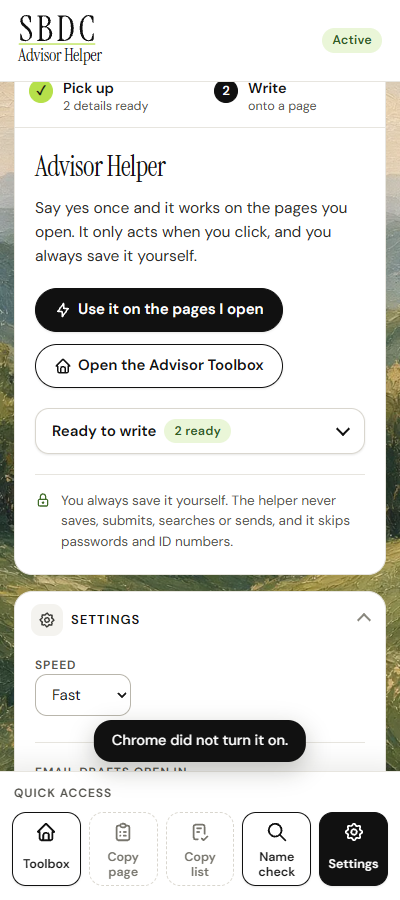 SBDC
Advisor Helper
Active
Pick up
2 details ready
2
Write
onto a page
Advisor Helper
Say yes once and it works on the pages you
open. It only acts when you click, and you
always save it yourself.
Use it on the pages I open
Open the Advisor Toolbox
Ready to write
2 ready
You always save it yourself. The helper never
saves, submits, searches or sends, and it skips
passwords and ID numbers.
SETTINGS
SPEED
Fast
Chrome did not turn it on.
EMAIL DRAFTS OPEN IN
QUICK ACCESS
Toolbox
Copy
page
Copy
list
Name
check
Settings